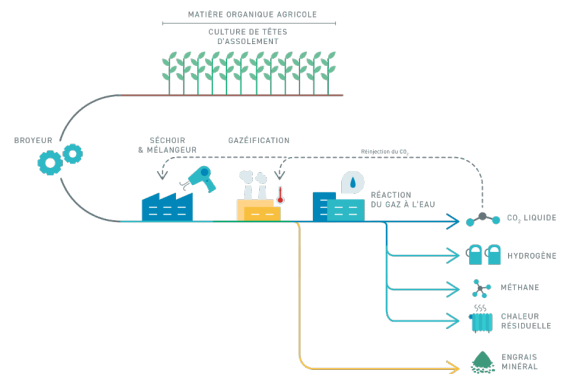 MATIÈRE ORGANIQUE AGRICOLE
CULTURE DE TÊTES
D'ASSOLEMENT
BROYEUR
SÉCHOIR
& MÉLANGEUR
GAZÉIFICATION
Réinjection du CO₂
RÉACTION
DU GAZ À L'EAU
CO₂ LIQUIDE
HYDROGÈNE
MÉTHANE
CHALEUR
RÉSIDUELLE
ENGRAIS
MINÉRAL